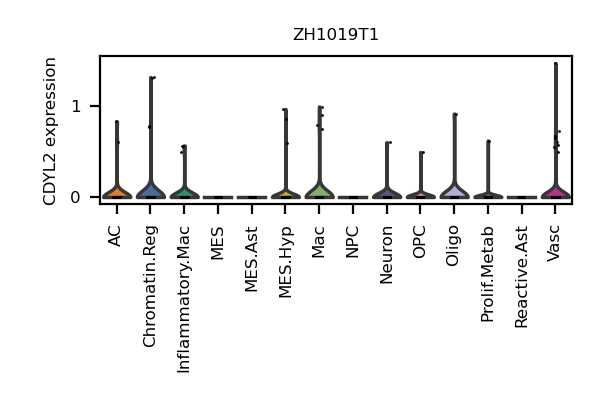 ZH1019T1
CDYL2 expression
1
0
AC
Chromatin.Reg
Inflammatory.Mac
MES
MES.Ast
MES.Hyp
Mac
NPC
Neuron
OPC
Oligo
Prolif.Metab
Reactive.Ast
Vasc